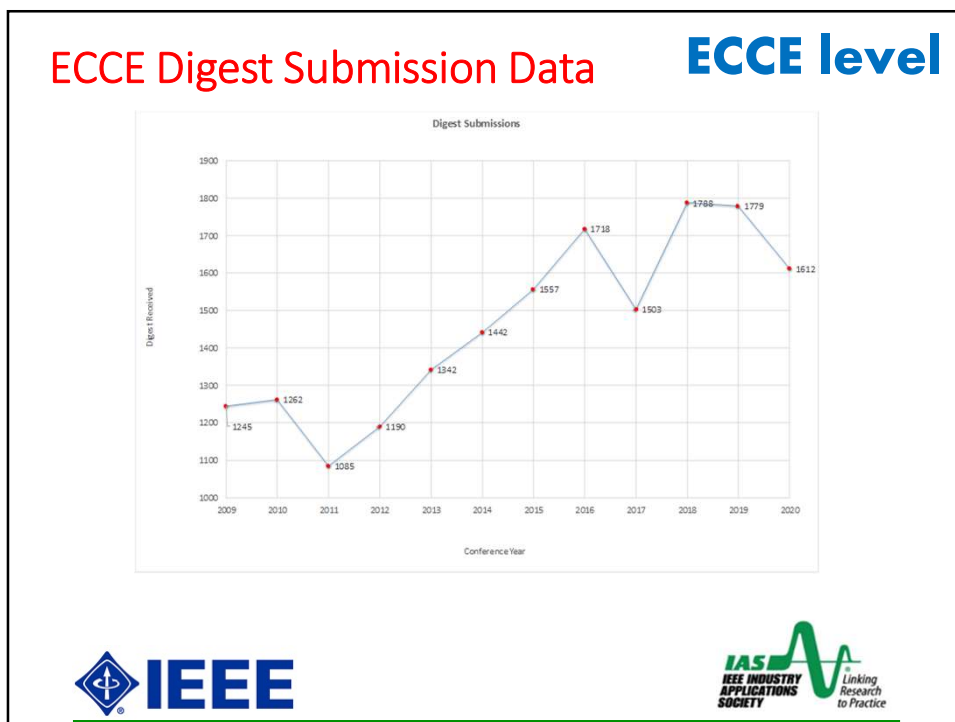 ECCE Digest Submission Data
ECCE level
Digest Submissions
Digest Received
1900
1800
1700
1600
1500
1400
1300
1200
1100
1000
1245
1262
1085
1190
1342
1442
1557
1718
1503
1788
1779
1612
2009 2010 2011 2012 2013 2014 2015 2016 2017 2018 2019 2020
Conference Year
IEEE
IAS
IEEE INDUSTRY
APPLICATIONS
SOCIETY
Linking
Research
to Practice
®